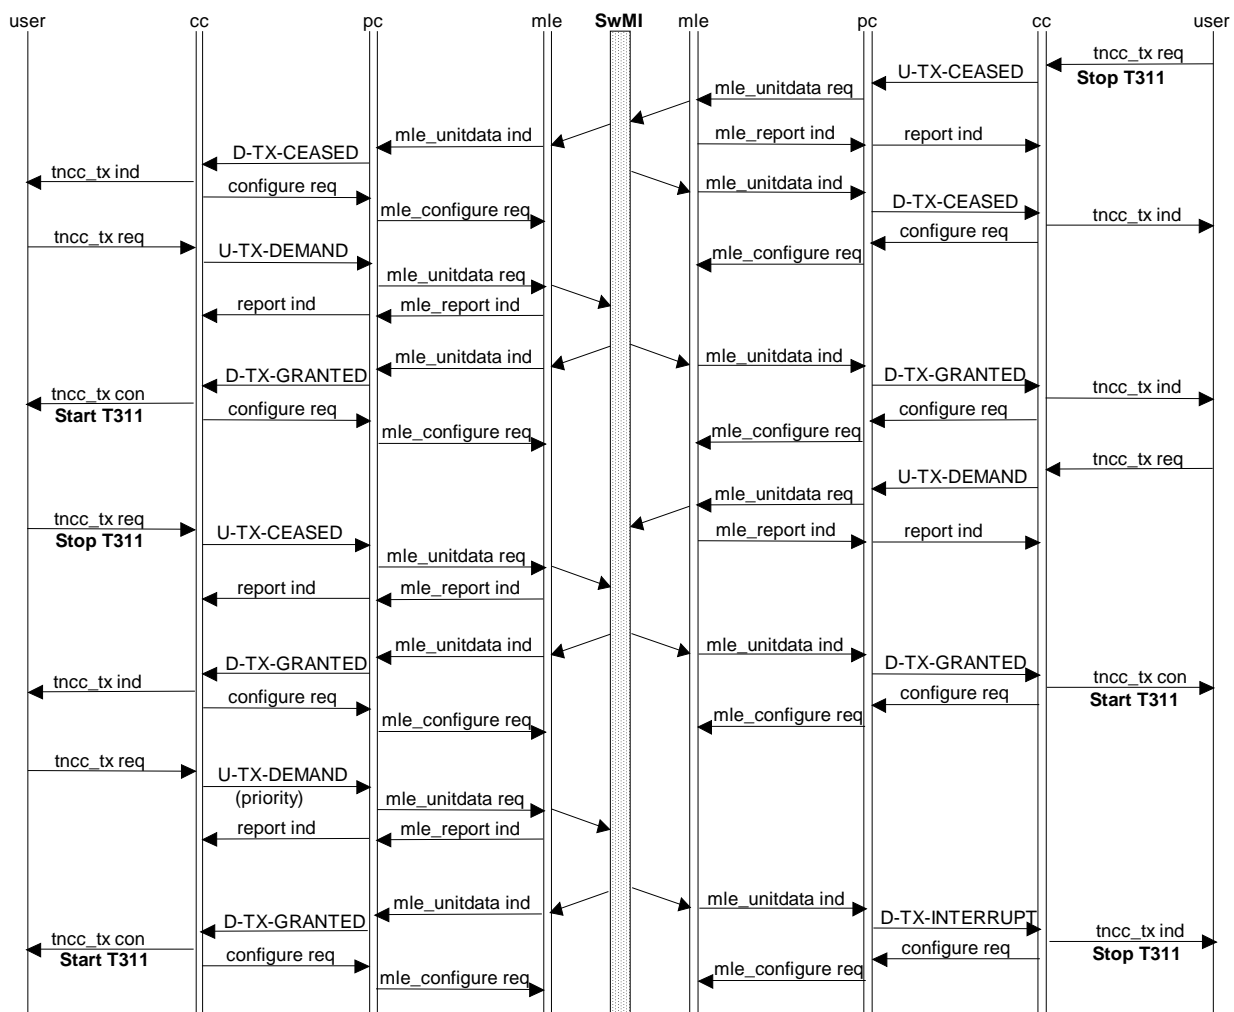 user cc pc mle SwMI mle pc cc user
tncc_tx req
Stop T311
U-TX-CEASED
mle_unitdata req
mle_unitdata ind
mle_report ind
report ind
D-TX-CEASED
tncc_tx ind
configure req
mle_unitdata ind
D-TX-CEASED
mle_configure req
tncc_tx ind
tncc_tx req
configure req
U-TX-DEMAND
mle_configure req
mle_unitdata req
report ind
mle_report ind
mle_unitdata ind
mle_unitdata ind
D-TX-GRANTED
D-TX-GRANTED
tncc_tx con
Start T311
tncc_tx ind
configure req
configure req
mle_configure req
mle_configure req
tncc_tx req
U-TX-DEMAND
mle_unitdata req
tncc_tx req
Stop T311
U-TX-CEASED
mle_report ind
report ind
mle_unitdata req
report ind
mle_report ind
mle_unitdata ind
mle_unitdata ind
D-TX-GRANTED
D-TX-GRANTED
tncc_tx ind
tncc_tx con
Start T311
configure req
configure req
mle_configure req
mle_configure req
tncc_tx req
U-TX-DEMAND
(priority)
mle_unitdata req
report ind
mle_report ind
mle_unitdata ind
mle_unitdata ind
D-TX-GRANTED
D-TX-INTERRUPT
tncc_tx con
Start T311
tncc_tx ind
Stop T311
configure req
configure req
mle_configure req
mle_configure req